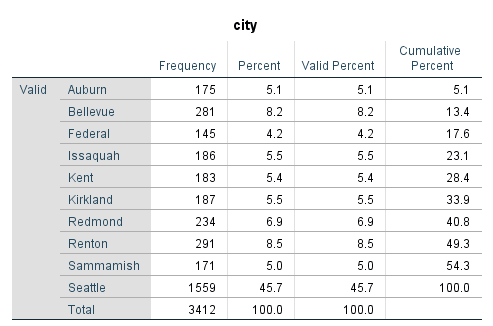 city
Frequency Percent Valid Percent Cumulative Percent
Valid Auburn 175 5.1 5.1 5.1
Bellevue 281 8.2 8.2 13.4
Federal 145 4.2 4.2 17.6
Issaquah 186 5.5 5.5 23.1
Kent 183 5.4 5.4 28.4
Kirkland 187 5.5 5.5 33.9
Redmond 234 6.9 6.9 40.8
Renton 291 8.5 8.5 49.3
Sammamish 171 5.0 5.0 54.3
Seattle 1559 45.7 45.7 100.0
Total 3412 100.0 100.0